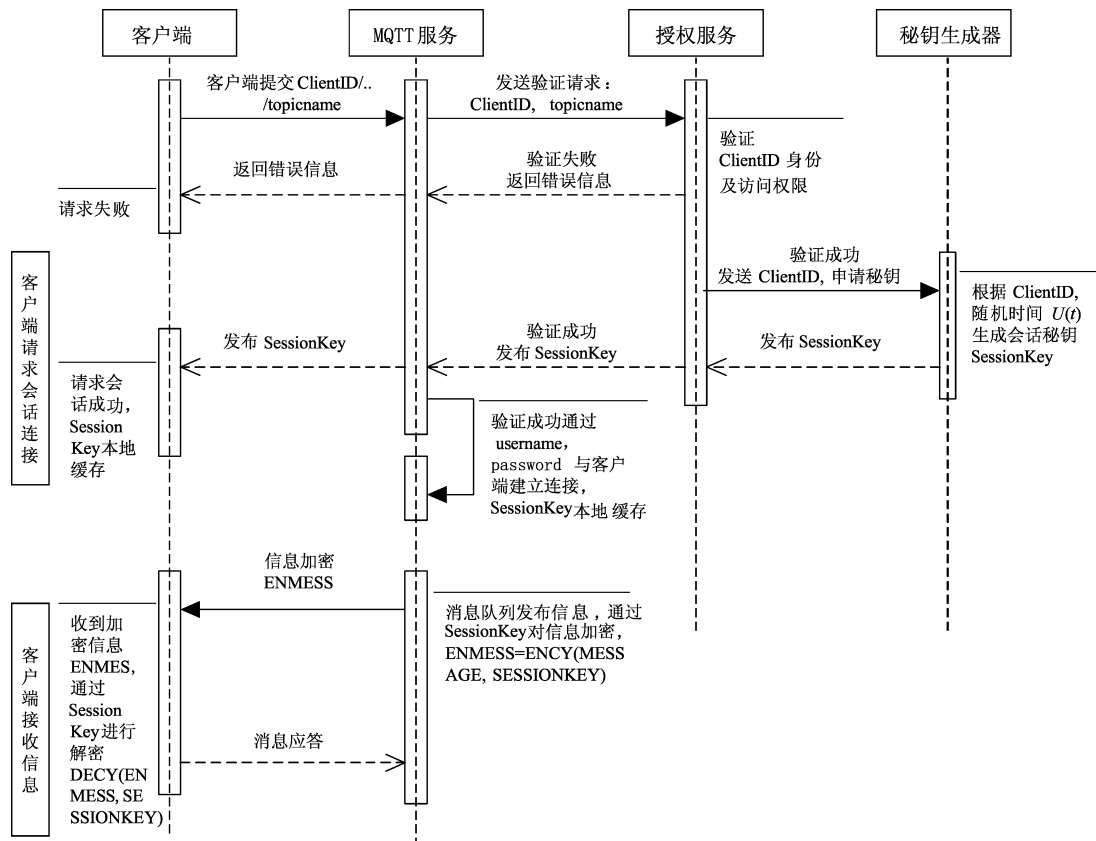 客户端
MQTT 服务
授权服务
秘钥生成器
客户端提交 ClientID/..
/topicname
发送验证请求：
ClientID, topicname
验证
ClientID 身份
及访问权限
返回错误信息
验证失败
返回错误信息
请求失败
验证成功
发送 ClientID, 申请秘钥
根据 ClientID,
随机时间 U(t)
生成会话秘钥
SessionKey
客户端请求会话连接
发布 SessionKey
验证成功
发布 SessionKey
发布 SessionKey
请求会
话成功，
Session
Key本地
缓存
验证成功通过
username，
password 与客户
端建立连接，
SessionKey本地 缓存
信息加密
ENMESS
消息队列发布信息，通过
SessionKey对信息加密，
ENMESS=ENCY(MESS
AGE, SESSIONKEY)
客户端接收信息
收到加
密信息
ENMES,
通过
Session
Key进行
解密
DECY(EN
MESS, SE
SSIONKEY)
消息应答